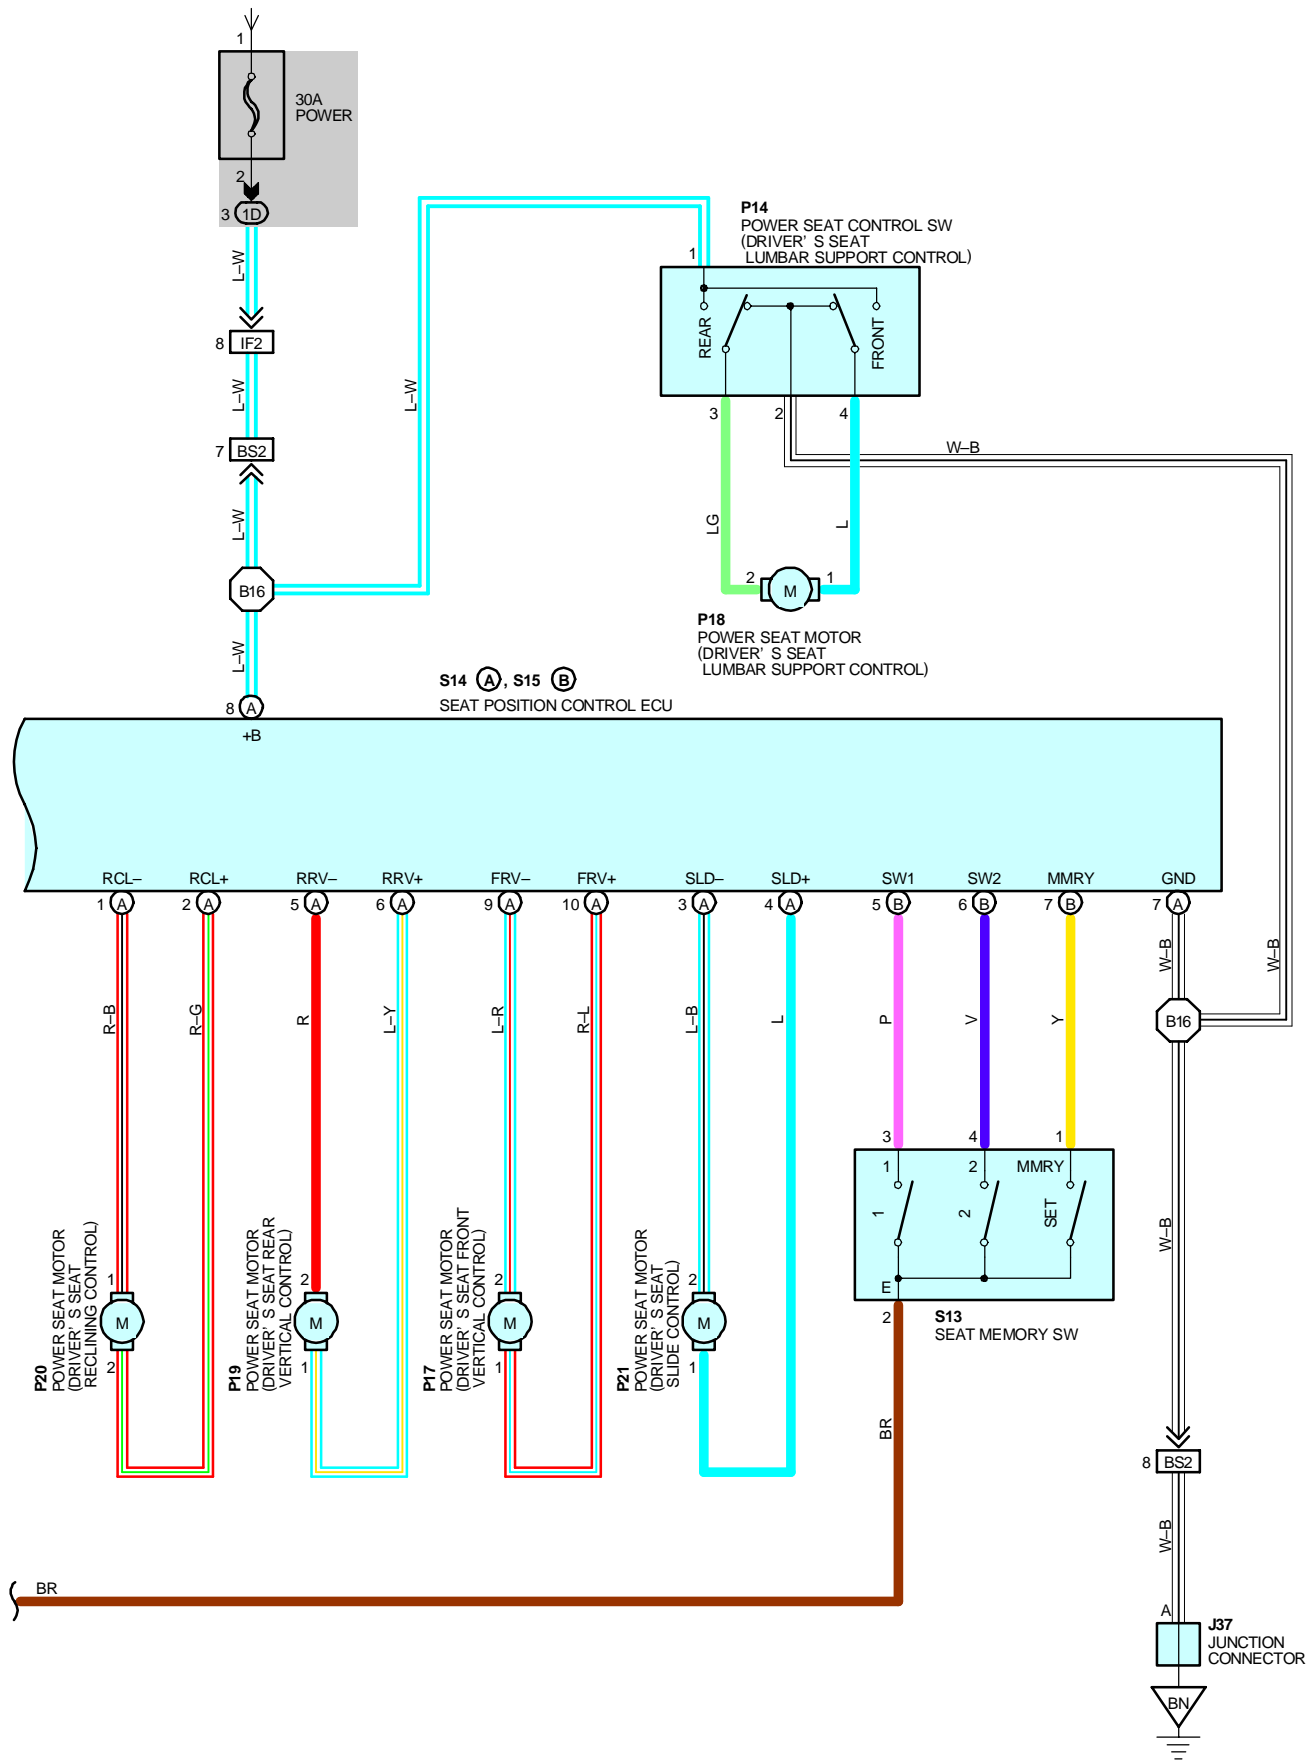 1
30A
POWER
2
3 1D
L–W
8 IF2
L–W
7 BS2
L–W
B16
L–W
8 A
+B
L–W
P14
POWER SEAT CONTROL SW
(DRIVER' S SEAT
LUMBAR SUPPORT CONTROL)
1
REAR
FRONT
3 2 4
W–B
LG
L
2 M 1
P18
POWER SEAT MOTOR
(DRIVER' S SEAT
LUMBAR SUPPORT CONTROL)
S14 A , S15 B
SEAT POSITION CONTROL ECU
RCL– RCL+ RRV– RRV+ FRV– FRV+ SLD– SLD+ SW1 SW2 MMRY GND
1 A 2 A 5 A 6 A 9 A 10 A 3 A 4 A 5 B 6 B 7 B 7 A
R–B R–G R L–Y L–R R–L L–B L P V Y W–B W–B
B16
3 4 1
1 2 MMRY
1 2 SET
E
2
S13
SEAT MEMORY SW
W–B
1 M 2
P20
POWER SEAT MOTOR
(DRIVER' S SEAT
RECLINING CONTROL)
2 M 1
P19
POWER SEAT MOTOR
(DRIVER' S SEAT REAR
VERTICAL CONTROL)
2 M 1
P17
POWER SEAT MOTOR
(DRIVER' S SEAT FRONT
VERTICAL CONTROL)
2 M 1
P21
POWER SEAT MOTOR
(DRIVER' S SEAT
SLIDE CONTROL)
BR
8 BS2
W–B
BR
A
J37
JUNCTION
CONNECTOR
BN